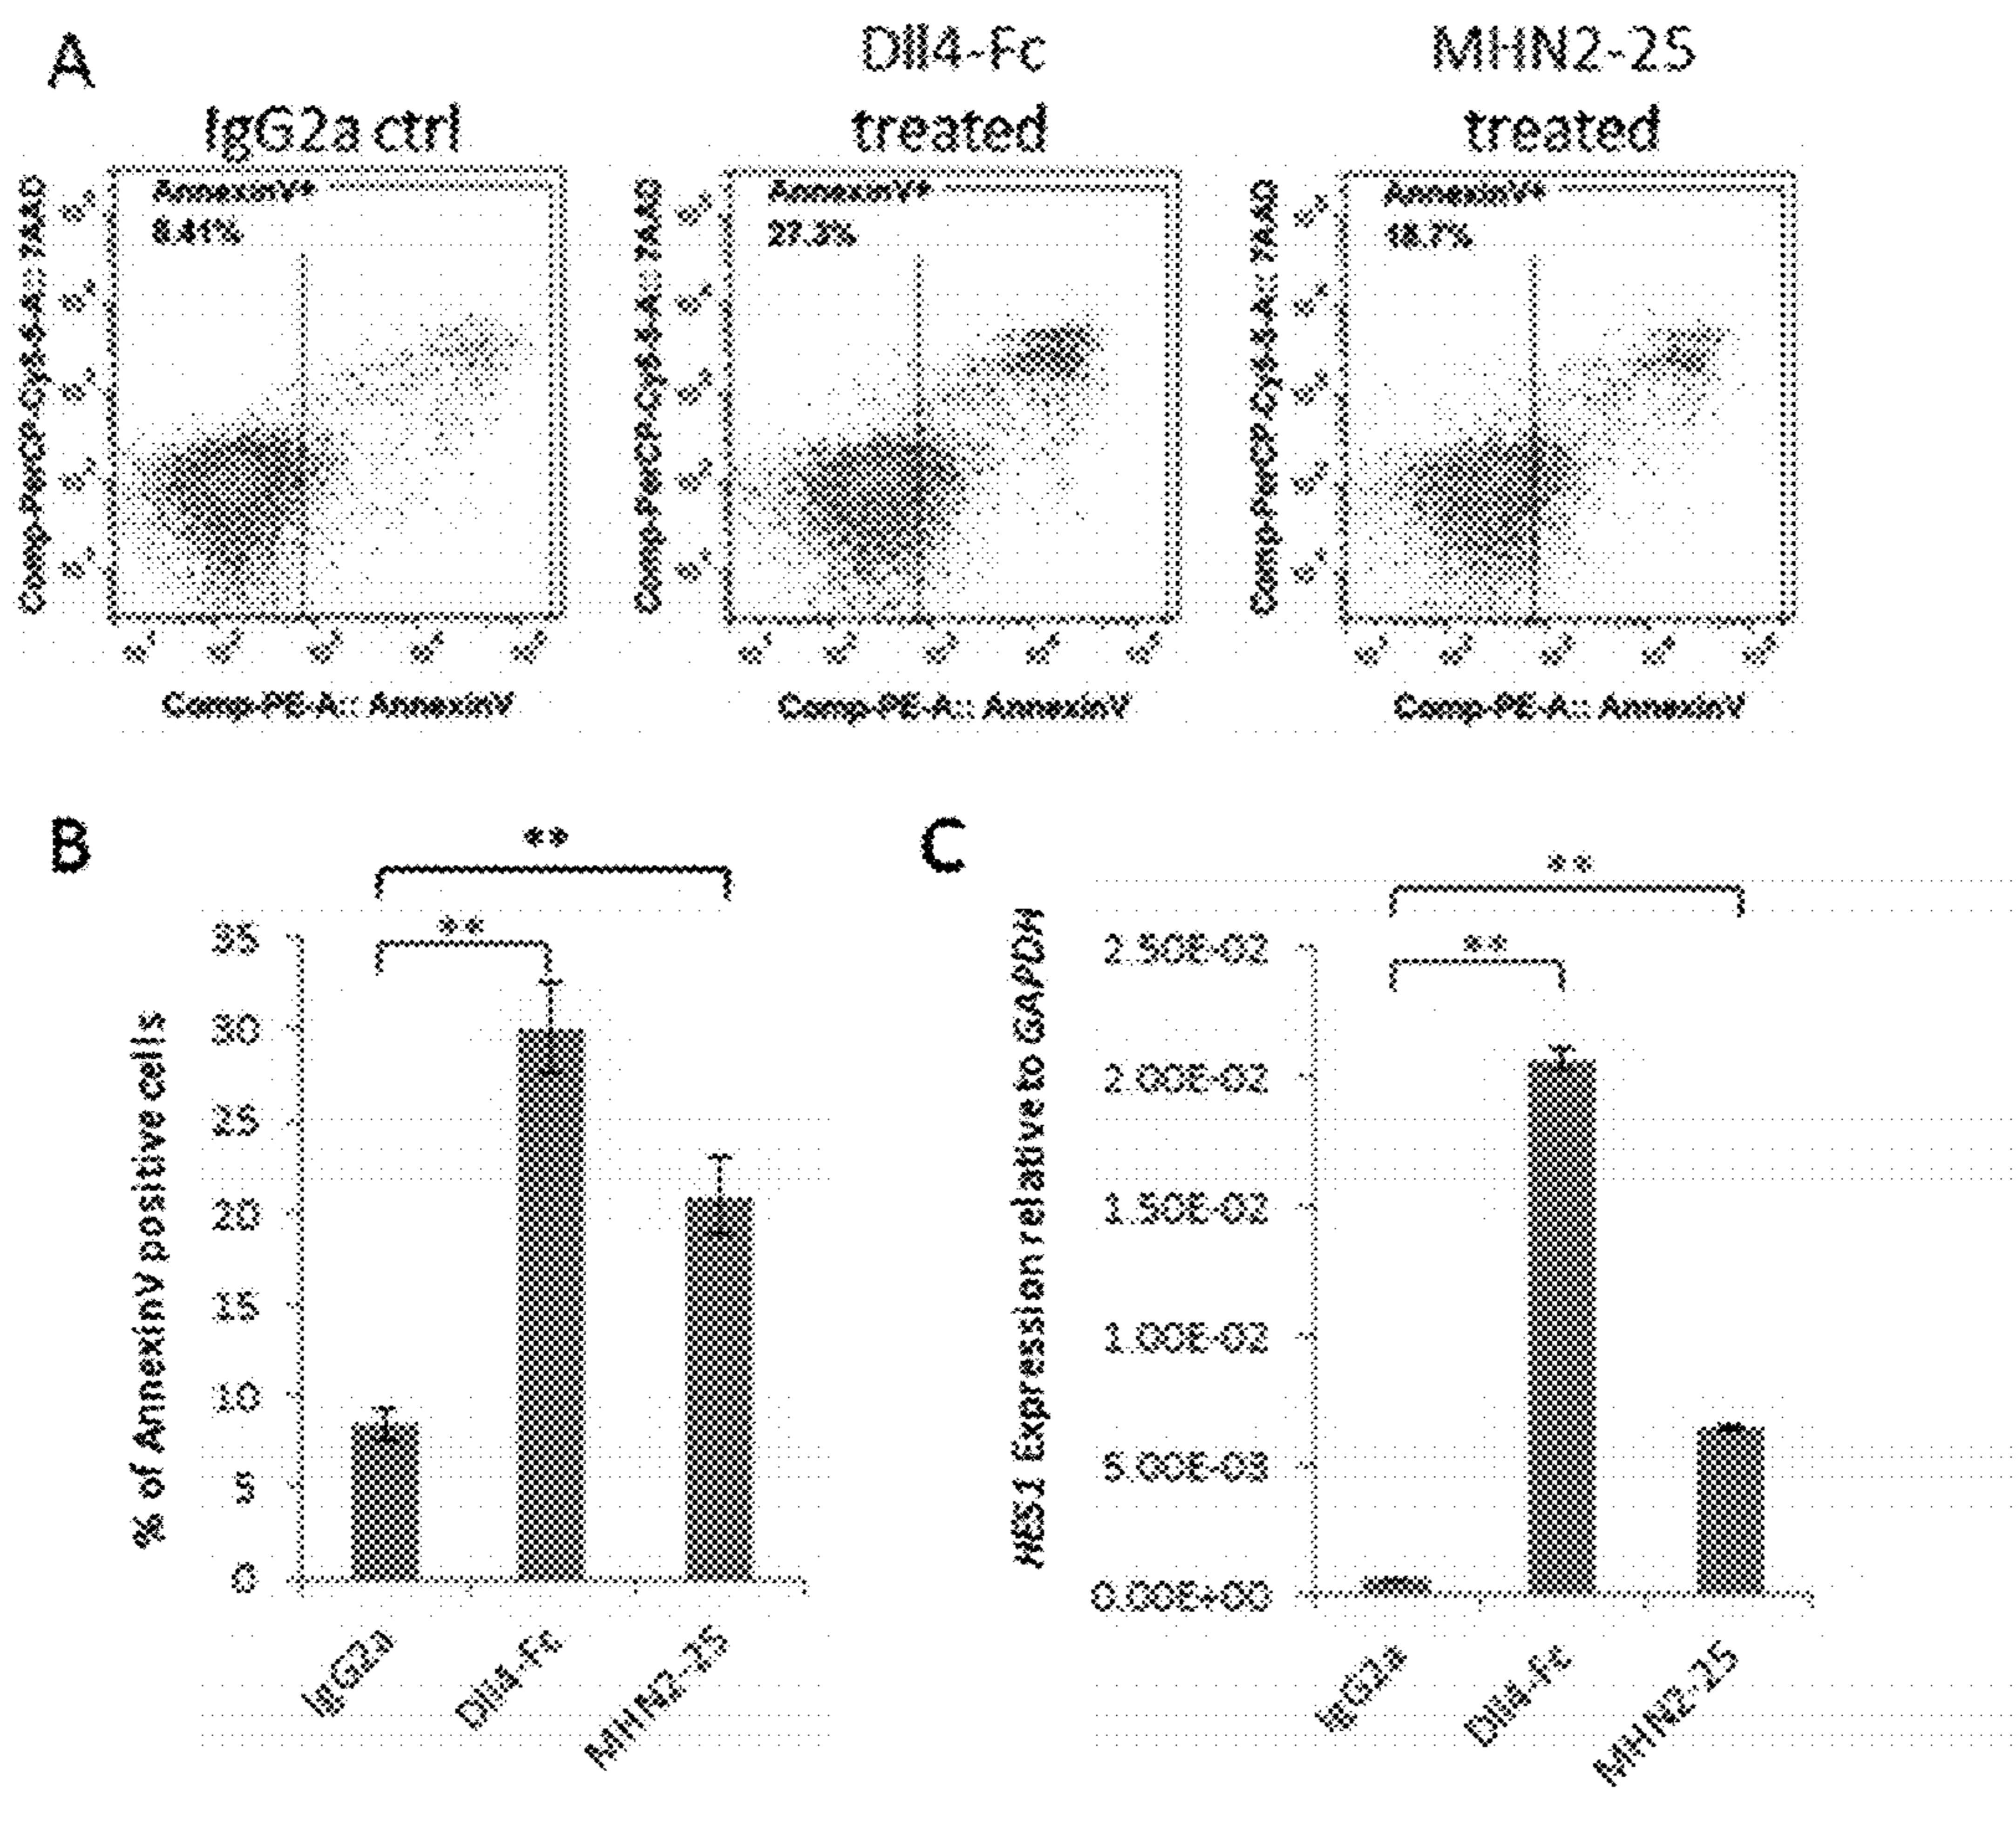 A
IgG2a ctrl
Dll4-Fc
treated
MHN2-25
treated
AnnexinV+
8.41%
AnnexinV+
27.3%
AnnexinV+
18.7%
Comp-PerCP-Cy5-5-A:: 7AAD
Comp-PerCP-Cy5-5-A:: 7AAD
Comp-PerCP-Cy5-5-A:: 7AAD
Comp-PE-A:: AnnexinV
Comp-PE-A:: AnnexinV
Comp-PE-A:: AnnexinV
B
**
**
% of AnnexinV positive cells
35
30
25
20
15
10
5
0
IgG2a
Dll4-Fc
MHN2-25
C
**
**
HES1 Expression relative to GAPDH
2.50E-02
2.00E-02
1.50E-02
1.00E-02
5.00E-03
0.00E+00
IgG2a
Dll4-Fc
MHN2-25